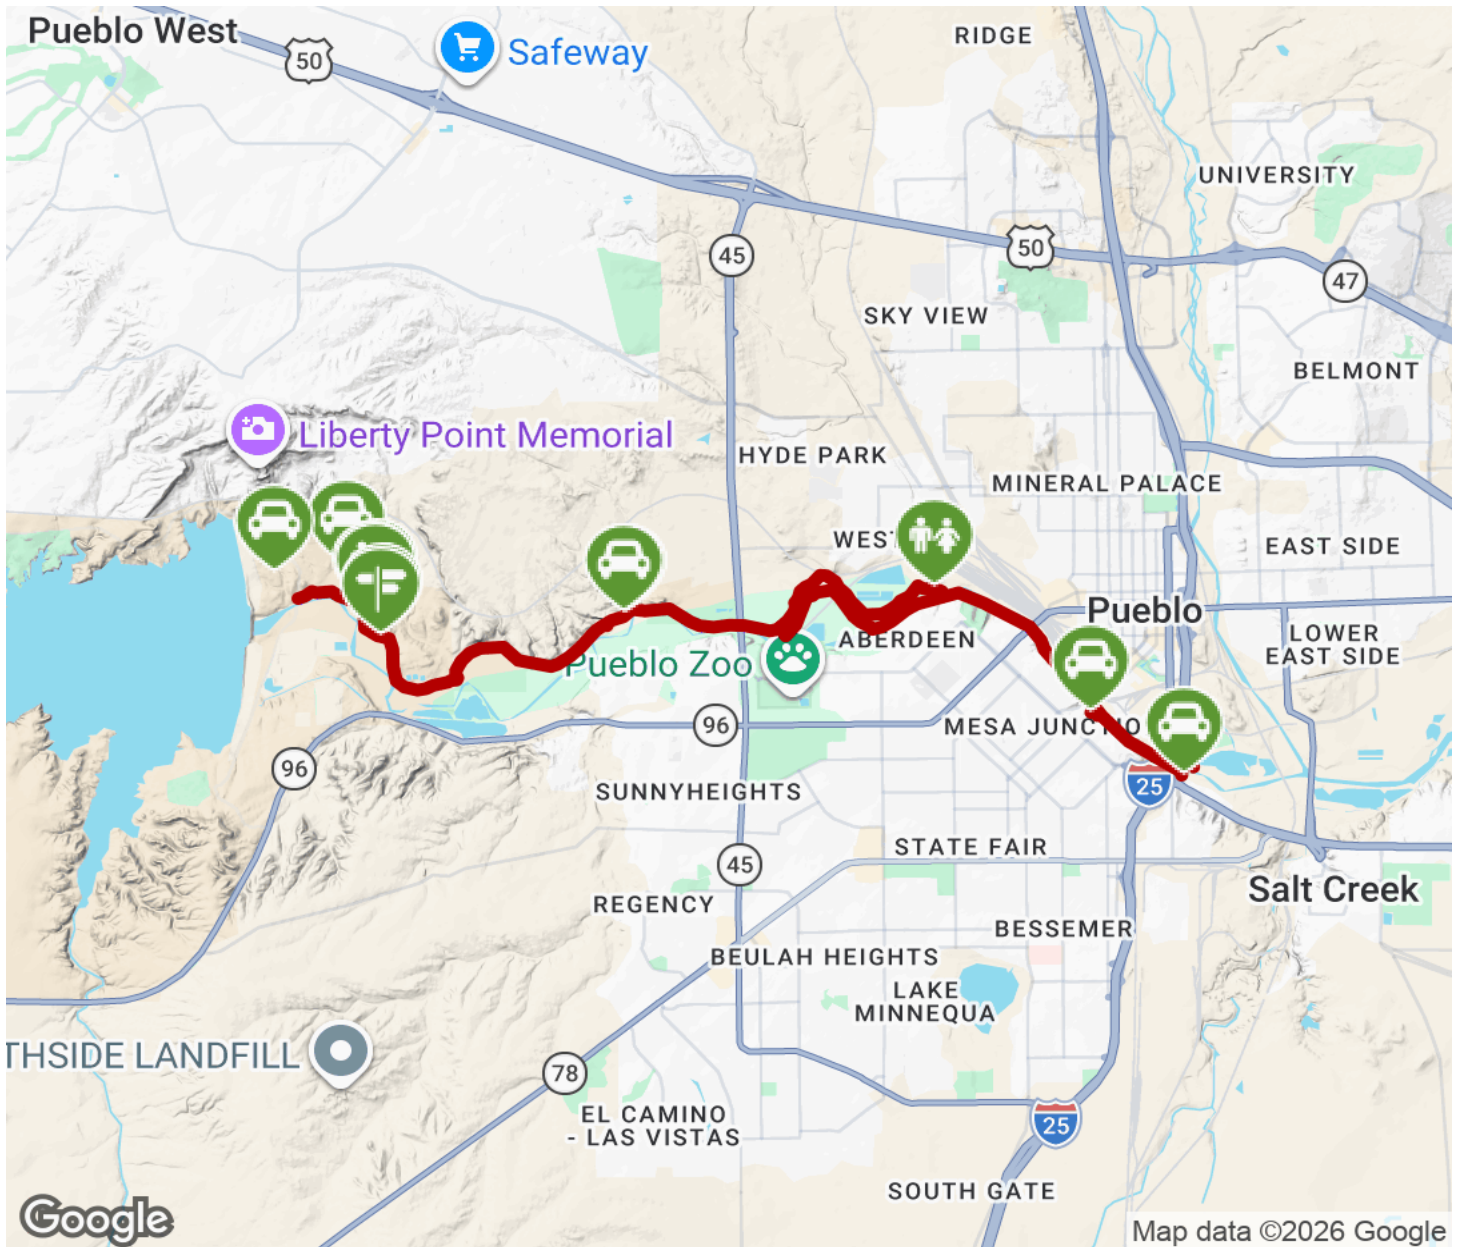 Pueblo West
50
Safeway
RIDGE
UNIVERSITY
45
50
47
SKY VIEW
BELMONT
Liberty Point Memorial
HYDE PARK
MINERAL PALACE
WEST
EAST SIDE
Pueblo
ABERDEEN
LOWER
EAST SIDE
Pueblo Zoo
96
MESA JUNCTIO
96
25
SUNNYHEIGHTS
STATE FAIR
45
REGENCY
Salt Creek
BESSEMER
BEULAH HEIGHTS
LAKE
MINNEQUA
THSIDE LANDFILL
78
EL CAMINO
- LAS VISTAS
25
SOUTH GATE
Google
Map data ©2026 Google